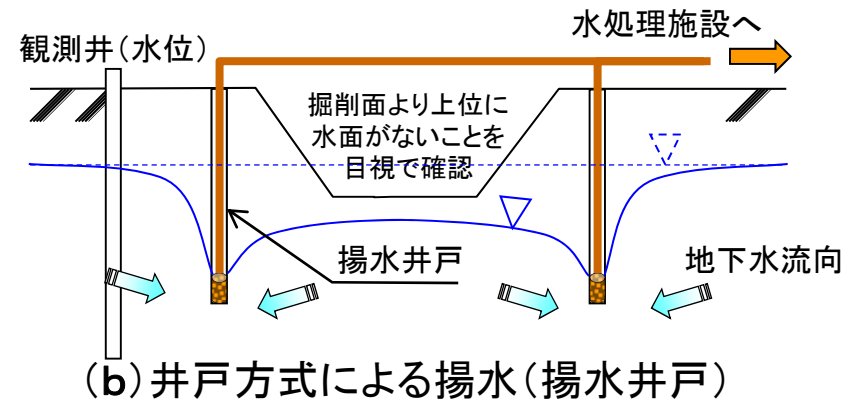 水処理施設へ
観測井（水位）
掘削面より上位に
水面がないことを
目視で確認
揚水井戸
地下水流向
（b）井戸方式による揚水（揚水井戸）